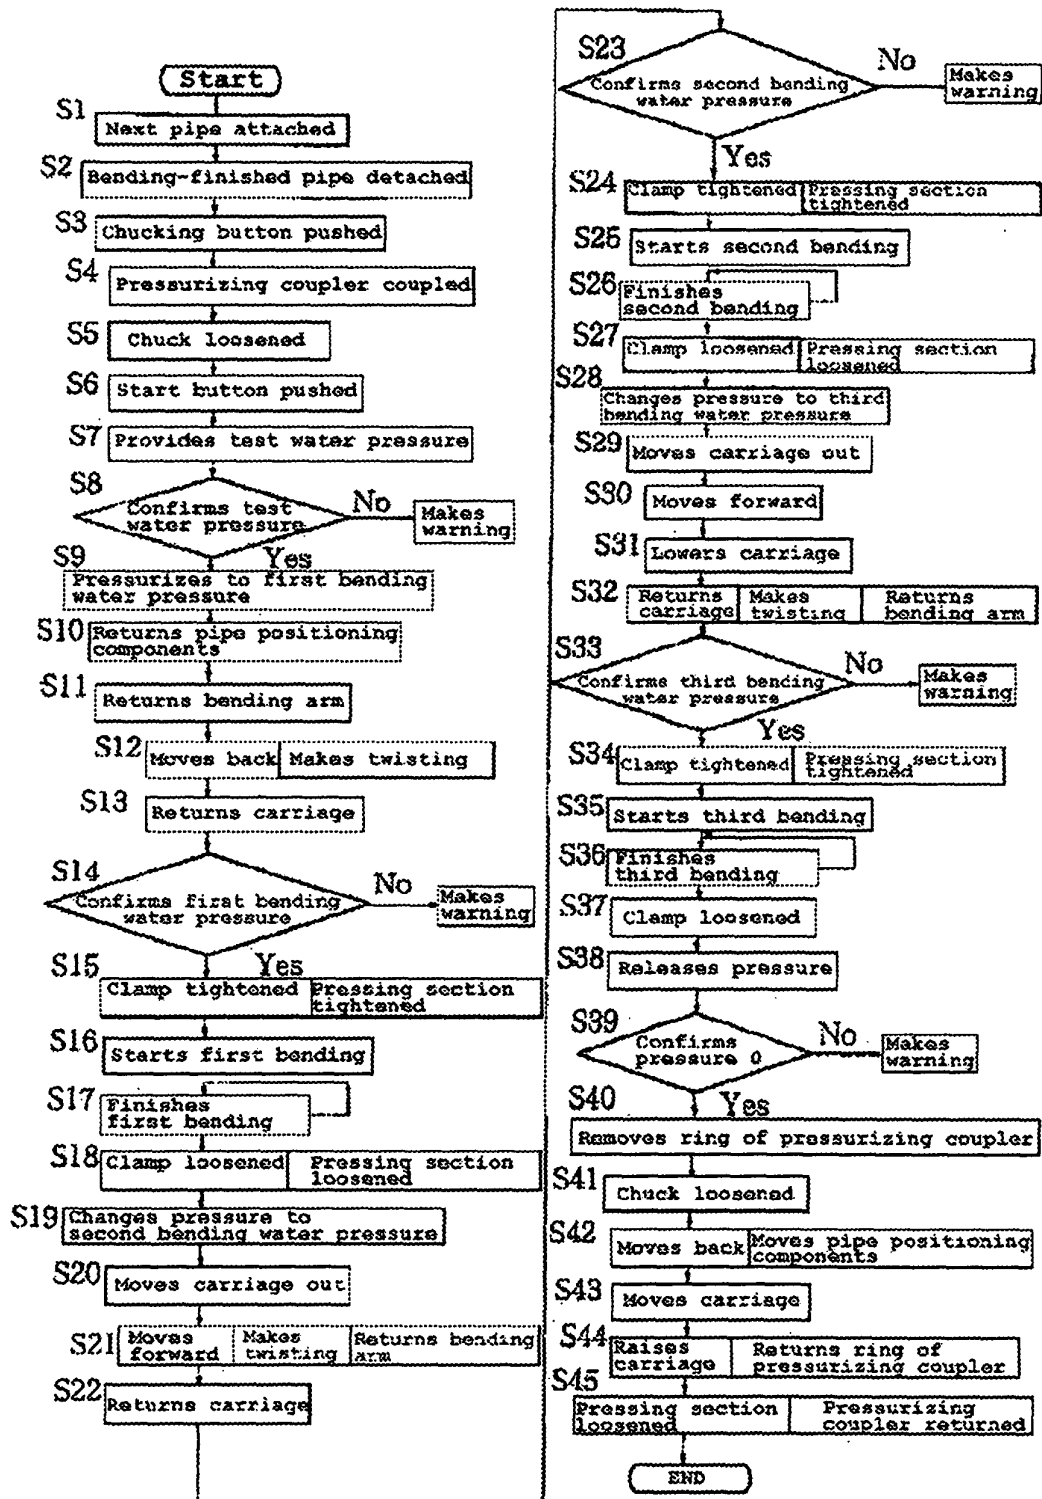 Start
S1
Next pipe attached
S2
Bending-finished pipe detached
S3
Chucking button pushed
S4
Pressurizing coupler coupled
S5
Chuck loosened
S6
Start button pushed
S7
Provides test water pressure
S8
Confirms test
water pressure
No
Makes
warning
Yes
S9
Pressurizes to first bending
water pressure
S10
Returns pipe positioning
components
S11
Returns bending arm
S12
Moves back
Makes twisting
S13
Returns carriage
S14
Confirms first bending
water pressure
No
Makes
warning
Yes
S15
Clamp tightened
Pressing section
tightened
S16
Starts first bending
S17
Finishes
first bending
S18
Clamp loosened
Pressing section
loosened
S19
Changes pressure to
second bending water pressure
S20
Moves carriage out
S21
Moves
forward
Makes
twisting
Returns bending
arm
S22
Returns carriage
S23
Confirms second bending
water pressure
No
Makes
warning
Yes
S24
Clamp tightened
Pressing section
tightened
S25
Starts second bending
S26
Finishes
second bending
S27
Clamp loosened
Pressing section
loosened
S28
Changes pressure to third
bending water pressure
S29
Moves carriage out
S30
Moves forward
S31
Lowers carriage
S32
Returns
carriage
Makes
twisting
Returns
bending arm
S33
Confirms third bending
water pressure
No
Makes
warning
Yes
S34
Clamp tightened
Pressing section
tightened
S35
Starts third bending
S36
Finishes
third bending
S37
Clamp loosened
S38
Releases pressure
S39
Confirms
pressure 0
No
Makes
warning
Yes
S40
Removes ring of pressurizing coupler
S41
Chuck loosened
S42
Moves back
Moves pipe positioning
components
S43
Moves carriage
S44
Raises
carriage
Returns ring of
pressurizing coupler
S45
Pressing section
loosened
Pressurizing
coupler returned
END